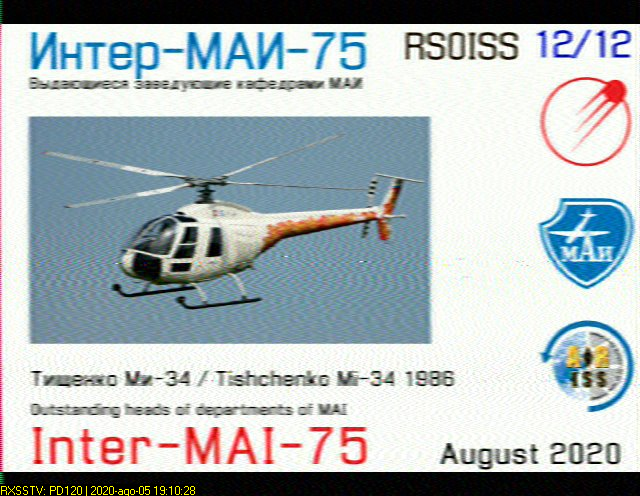 Интер-МАИ-75 RS0ISS 12/12
Выдающиеся заведующие кафедрами МАИ
МАИ
ISS
Тищенко Ми-34 / Tishchenko Mi-34 1986
Outstanding heads of departments of MAI
Inter-MAI-75 August 2020
RXSSTV: PD120 | 2020-ago-05 19:10:28